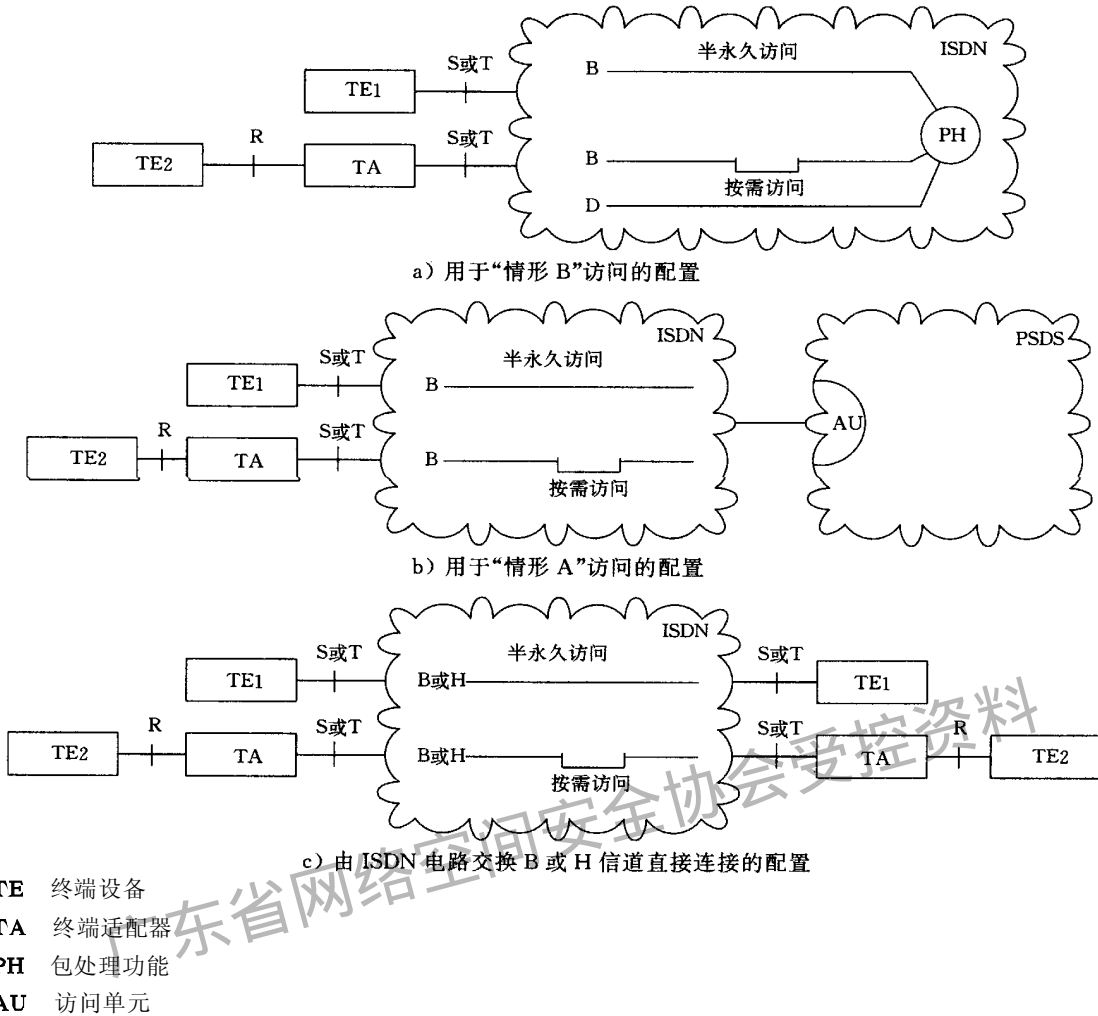 半永久访问 ISDN
S或T
B
TE1
PH
R
S或T
TE2
TA
B
按需访问
D
a）用于“情形 B”访问的配置
ISDN
PSDS
S或T
半永久访问
TE1
B
AU
R
S或T
TE2
TA
B
按需访问
b）用于“情形 A”访问的配置
ISDN
S或T
半永久访问
S或T
TE1
B或H
TE1
R
S或T
S或T
R
TE2
TA
B或H
TA
TE2
按需访问
c）由 ISDN 电路交换 B 或 H 信道直接连接的配置
TE 终端设备
TA 终端适配器
PH 包处理功能
AU 访问单元
广东省网络空间安全协会受控资料